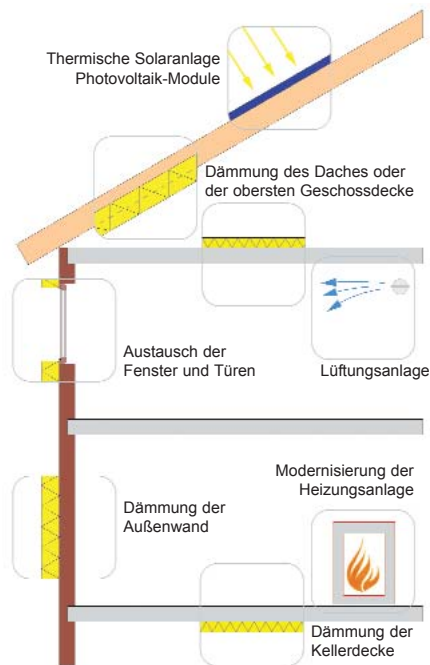 Thermische Solaranlage
Photovoltaik-Module
Dämmung des Daches oder
der obersten Geschossdecke
Austausch der
Fenster und Türen
Lüftungsanlage
Modernisierung der
Heizungsanlage
Dämmung der
Außenwand
Dämmung der
Kellerdecke